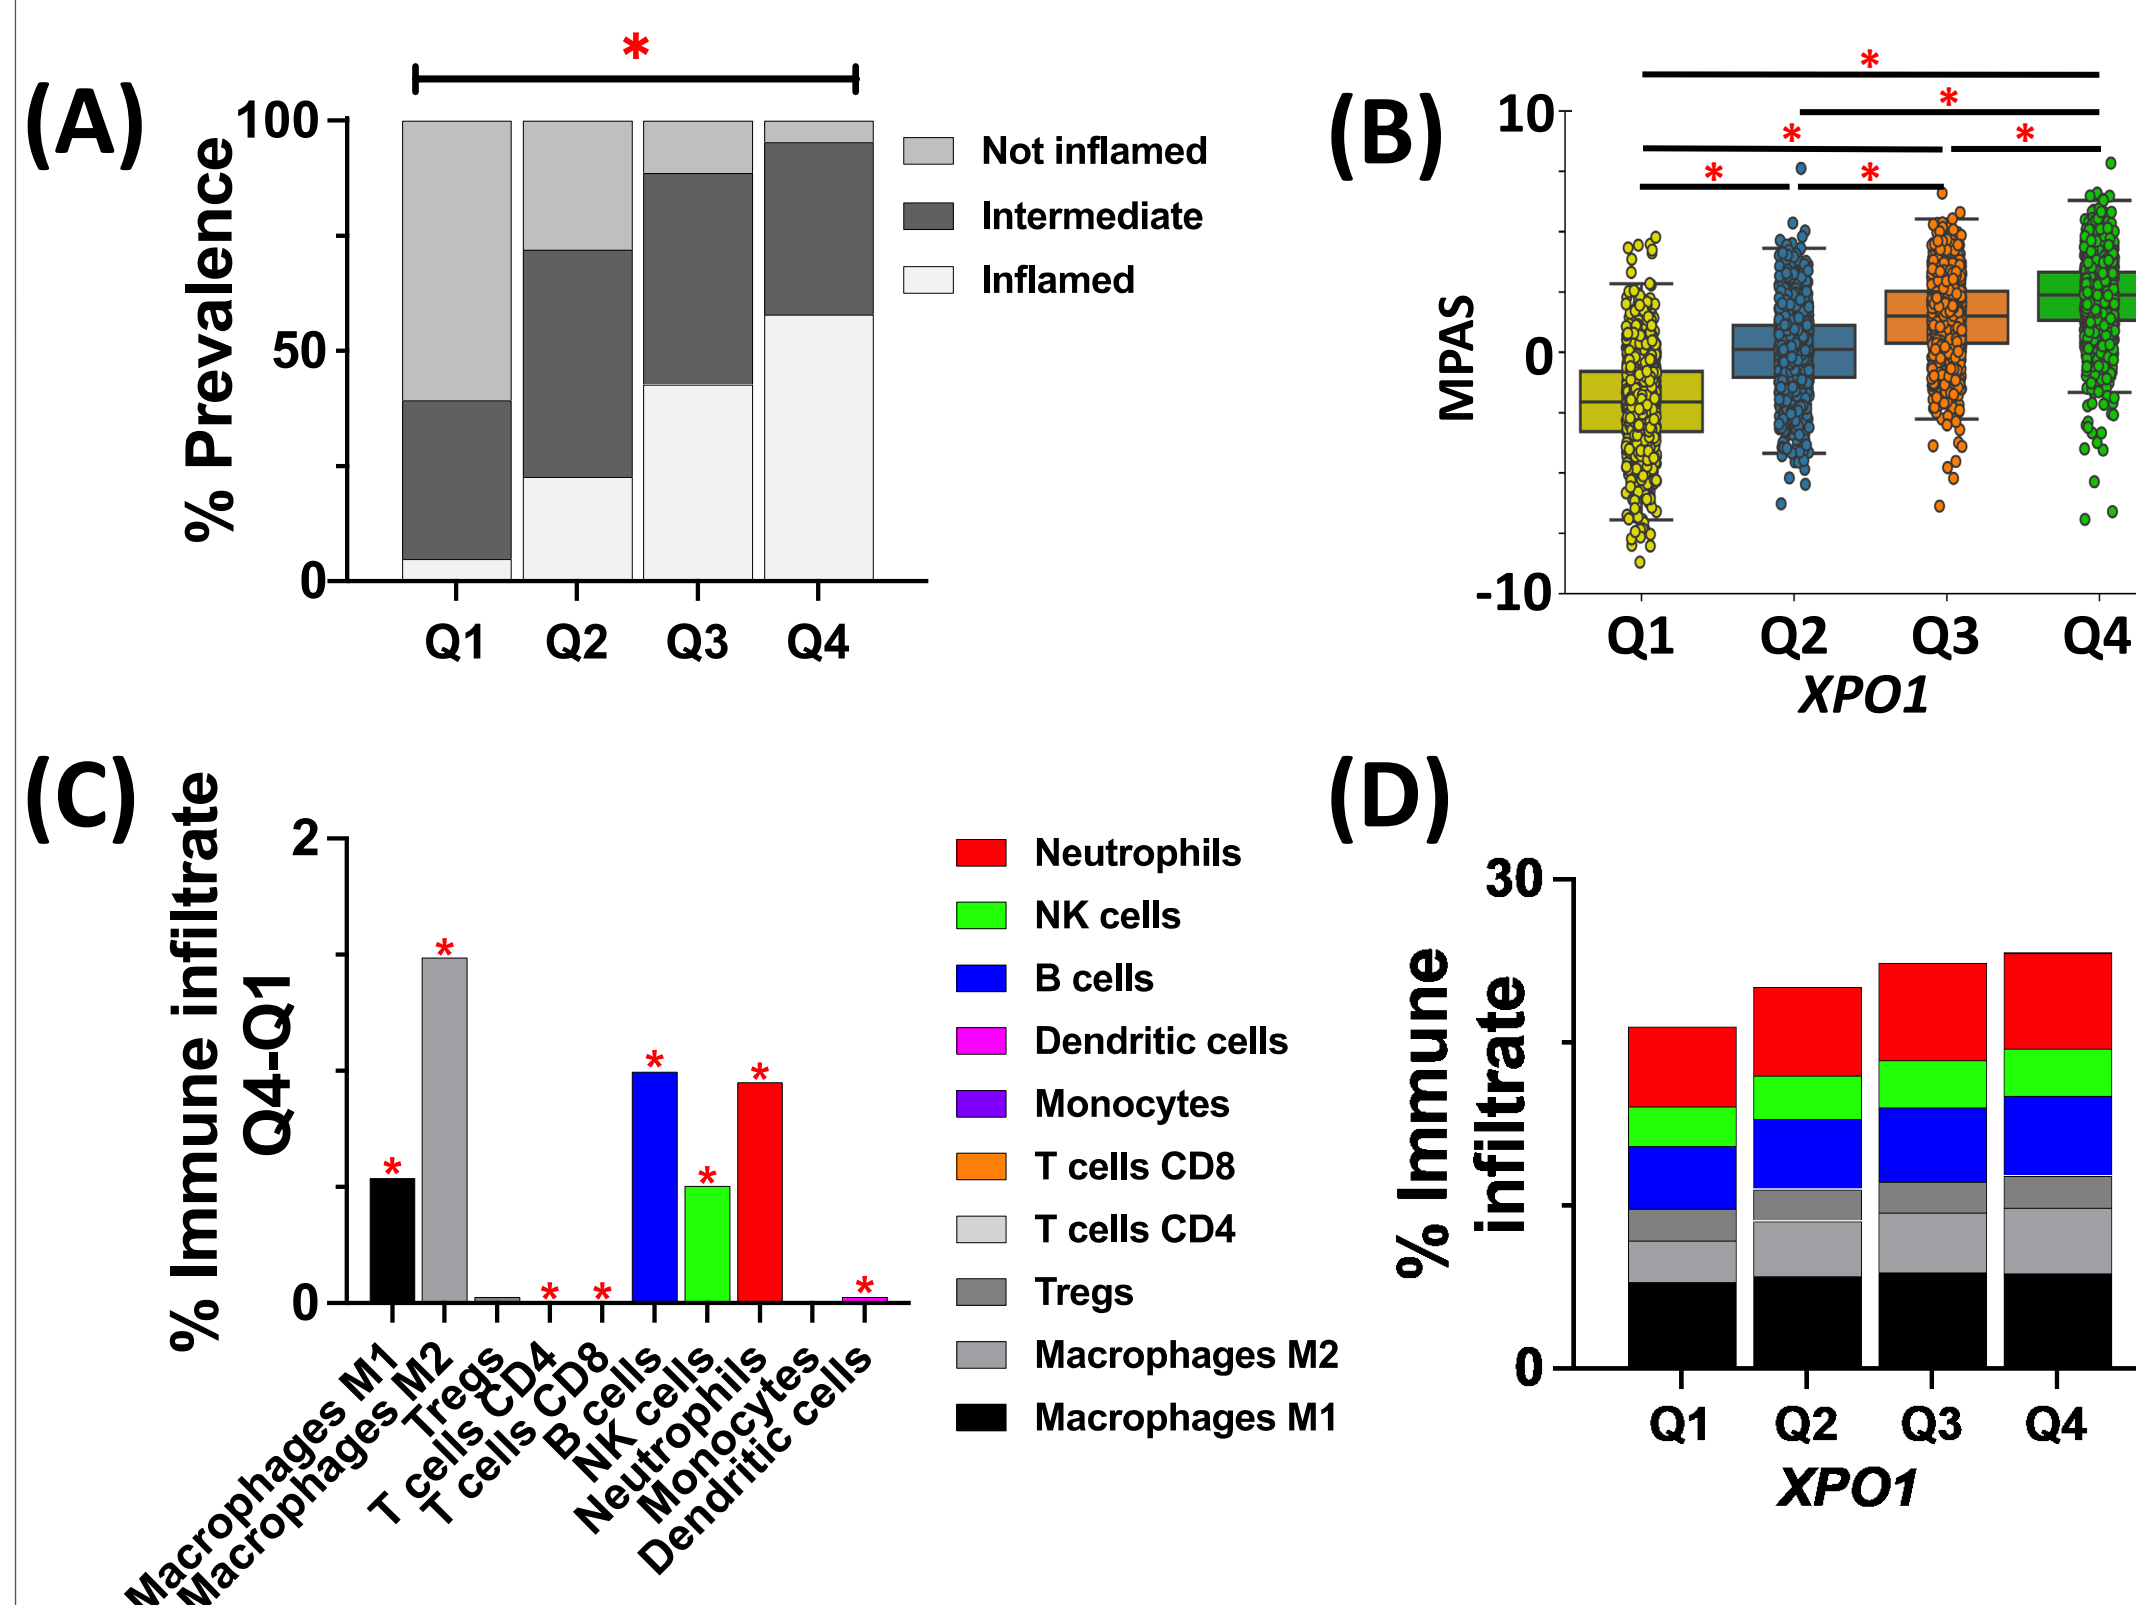 (A)
*
% Prevalence
100
50
0
Q1 Q2 Q3 Q4
Not inflamed
Intermediate
Inflamed
(B)
*
*
* *
* *
MPAS
10
0
-10
Q1 Q2 Q3 Q4
XPO1
(C)
% Immune infiltrate
Q4-Q1
2
0
* * * * * * * *
Macrophages M1
Macrophages M2
Tregs
T cells CD4
T cells CD8
B cells
NK cells
Neutrophils
Monocytes
Dendritic cells
Neutrophils
NK cells
B cells
Dendritic cells
Monocytes
T cells CD8
T cells CD4
Tregs
Macrophages M2
Macrophages M1
(D)
% Immune
infiltrate
30
0
Q1 Q2 Q3 Q4
XPO1